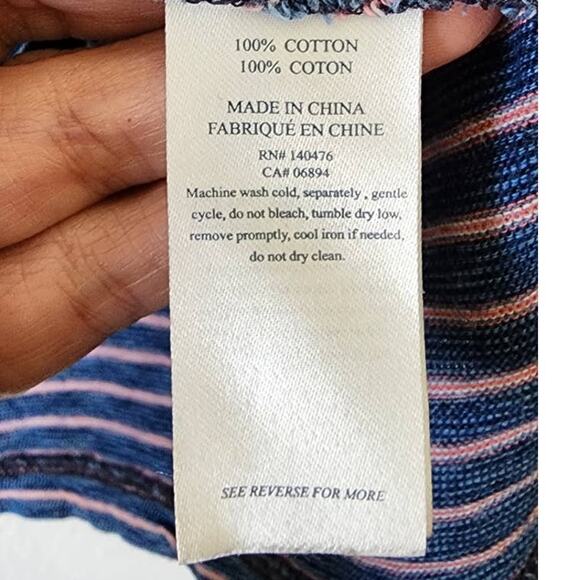 100% COTTON
100% COTON
MADE IN CHINA
FABRIQUÉ EN CHINE
RN# 140476
CA# 06894
Machine wash cold, separately , gentle
cycle, do not bleach, tumble dry low,
remove promptly, cool iron if needed,
do not dry clean.
SEE REVERSE FOR MORE